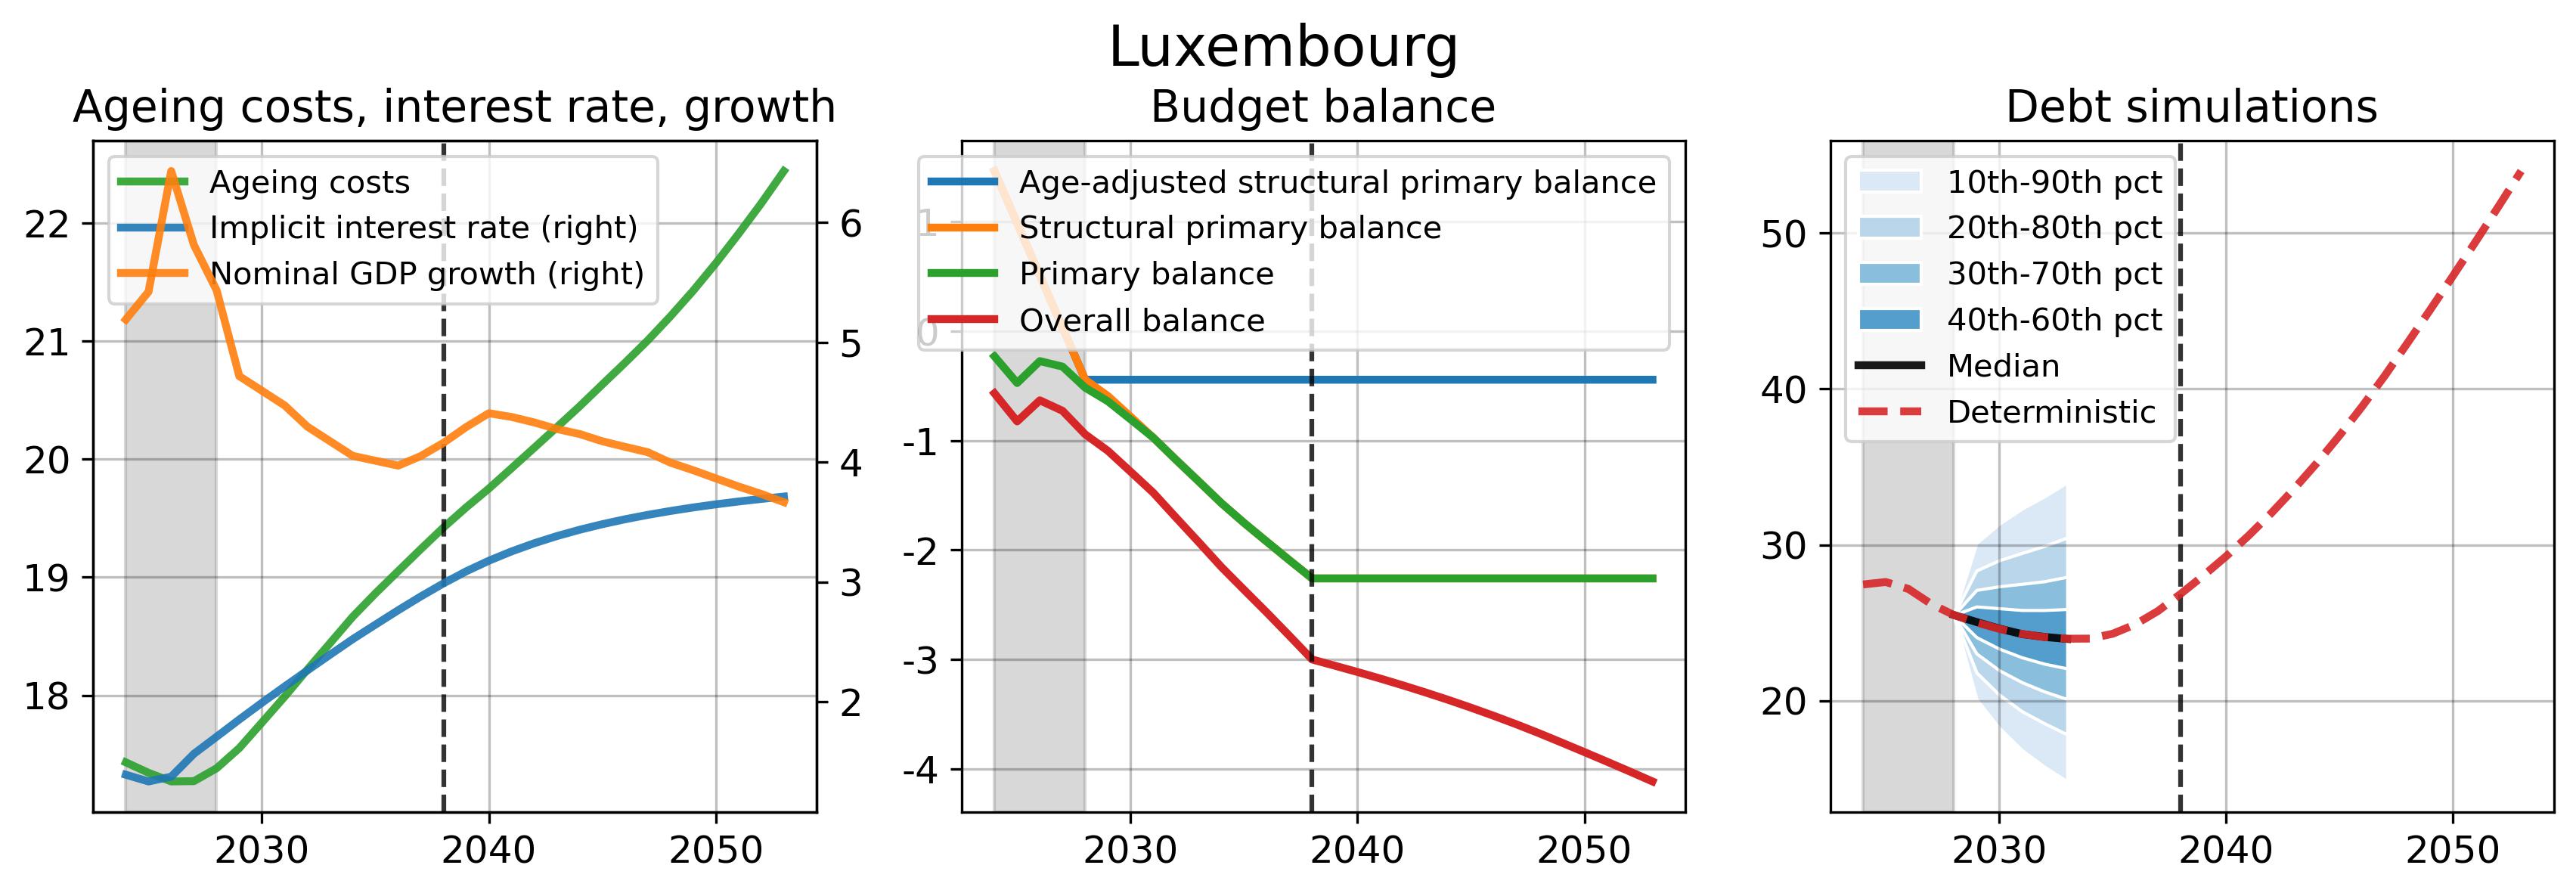 Luxembourg
Ageing costs, interest rate, growth
Ageing costs
Implicit interest rate (right)
Nominal GDP growth (right)
22
21
20
19
18
6
5
4
3
2
2030
2040
2050
Budget balance
Age-adjusted structural primary balance
Structural primary balance
Primary balance
Overall balance
1
0
-1
-2
-3
-4
2030
2040
2050
Debt simulations
10th-90th pct
20th-80th pct
30th-70th pct
40th-60th pct
Median
Deterministic
50
40
30
20
2030
2040
2050